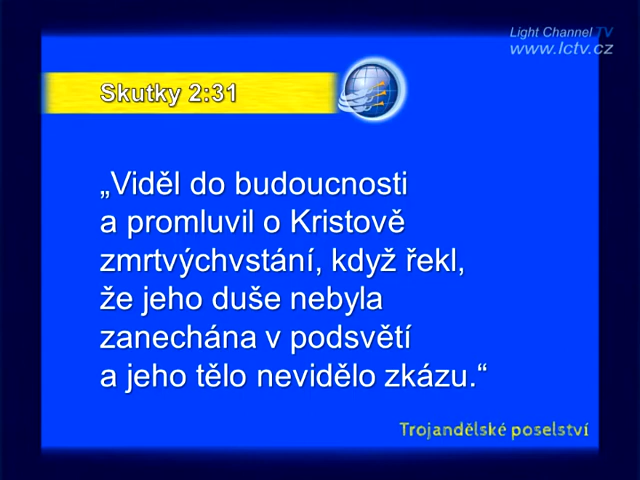 Light Channel TV
www.lctv.cz
Skutky 2:31
„Viděl do budoucnosti
a promluvil o Kristově
zmrtvýchvstání, když řekl,
že jeho duše nebyla
zanechána v podsvětí
a jeho tělo nevidělo zkázu.“
Trojandělské poselství